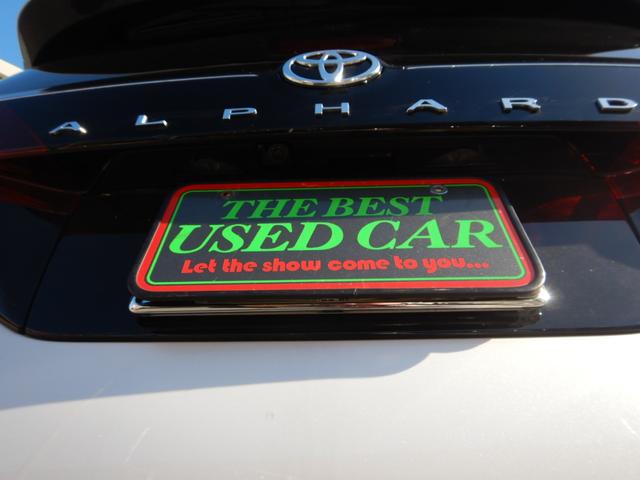 ALPHARD
THE BEST
USED CAR
Let the show come to you...